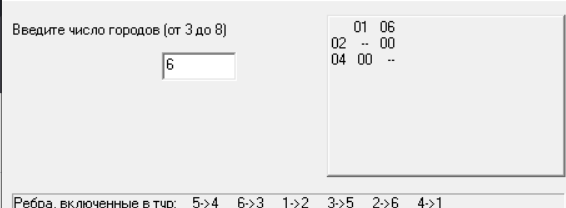 Введите число городов (от 3 до 8)
6
01 06
02 -- 00
04 00 --
Ребра, включенные в тур: 5->4 6->3 1->2 3->5 2->6 4->1